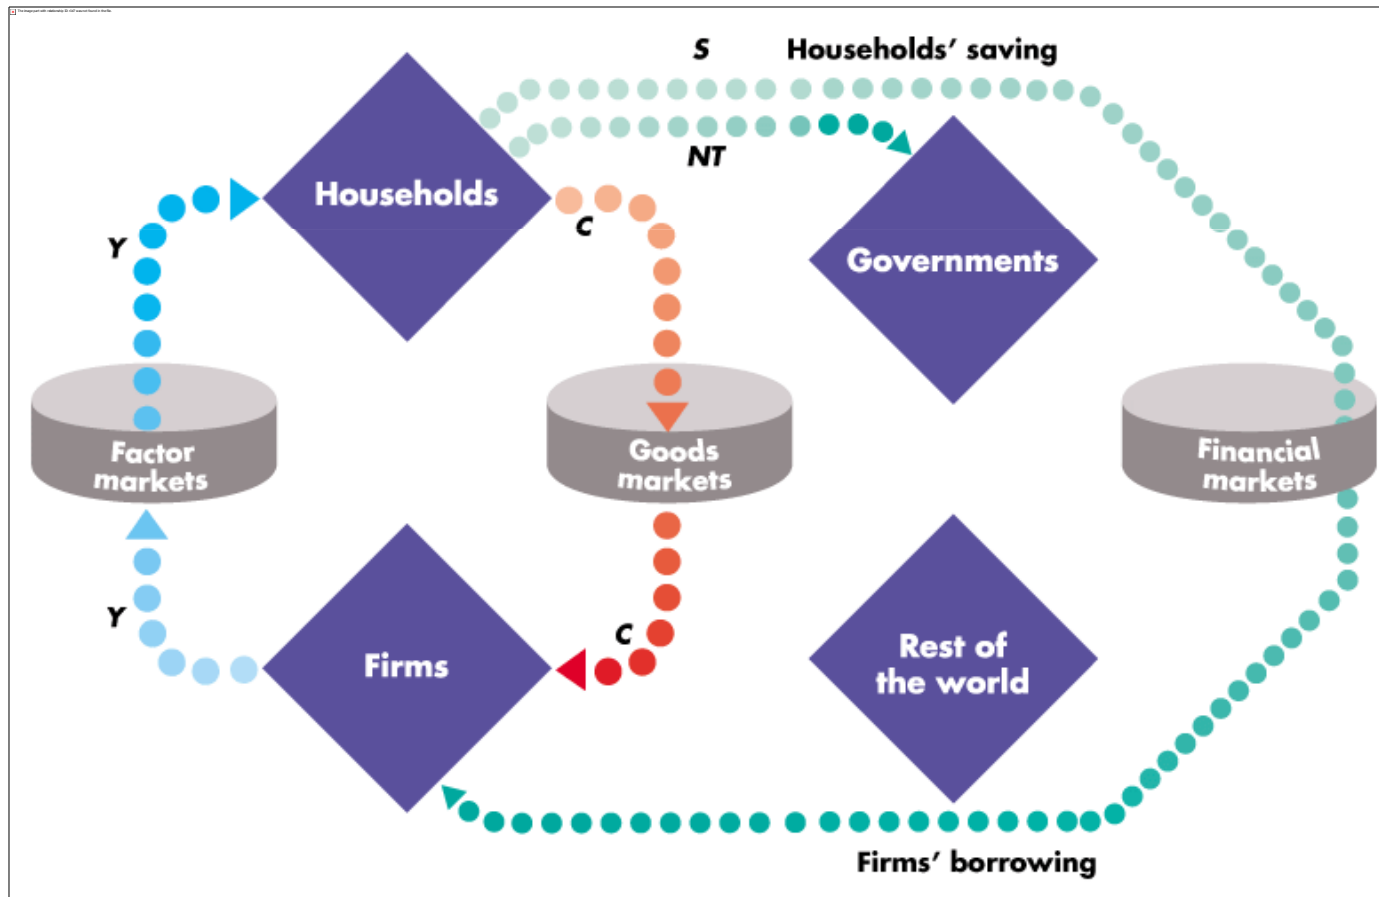 S Households’ saving
NT
Households
C
Y
Governments
Factor
markets
Goods
markets
Financial
markets
Y
C
Firms
Rest of
the world
Firms’ borrowing